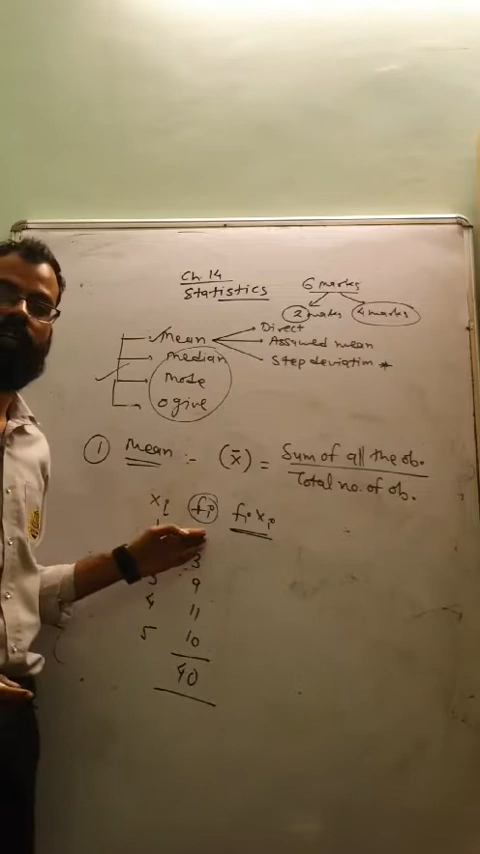 Ch. 14
Statistics
6 marks
2 marks 4 marks
Mean Direct
Assumed mean
median Step deviation *
Mode
ogive
① Mean :- (x̄) = Sum of all the ob. / Total no. of ob.
xi fi fi xi
3
3 9
4 11
5 10
40